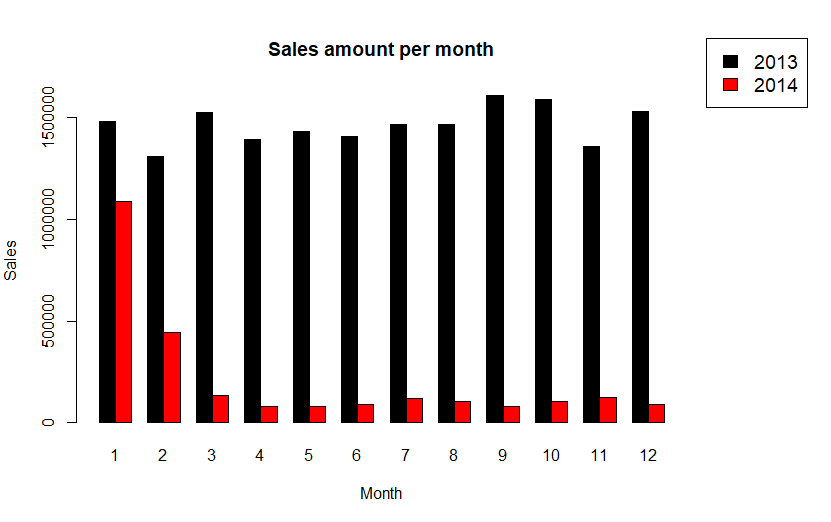 Sales amount per month
2013
2014
Sales
1500000
1000000
500000
0
1 2 3 4 5 6 7 8 9 10 11 12
Month